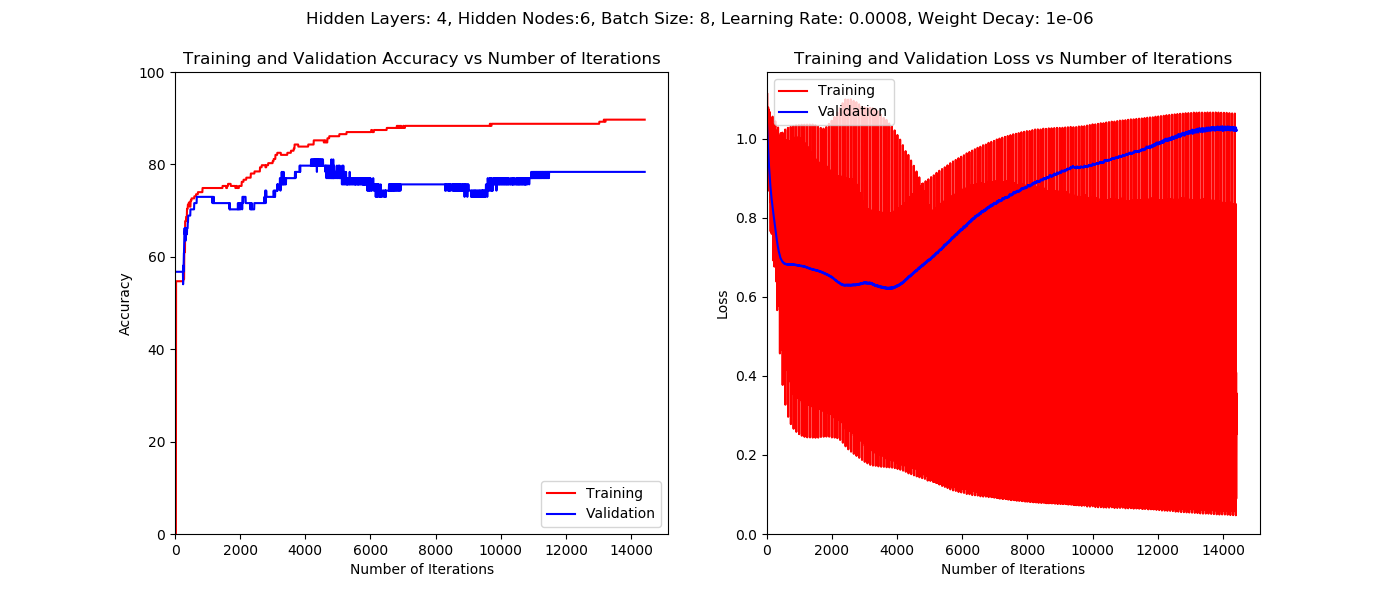 Hidden Layers: 4, Hidden Nodes:6, Batch Size: 8, Learning Rate: 0.0008, Weight Decay: 1e-06
Training and Validation Accuracy vs Number of Iterations
100
80
60
40
20
0
Accuracy
0 2000 4000 6000 8000 10000 12000 14000
Number of Iterations
Training
Validation
Training and Validation Loss vs Number of Iterations
Training
Validation
1.0
0.8
0.6
0.4
0.2
0.0
Loss
0 2000 4000 6000 8000 10000 12000 14000
Number of Iterations